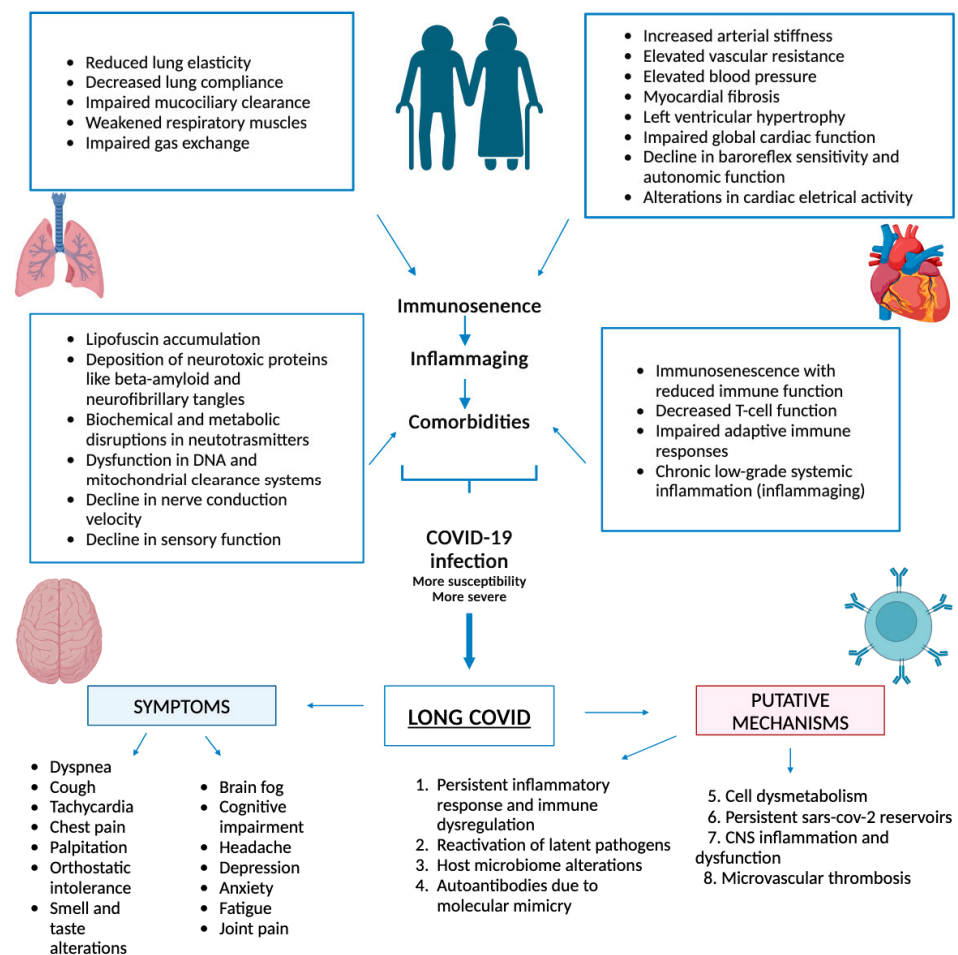 • Reduced lung elasticity
• Decreased lung compliance
• Impaired mucociliary clearance
• Weakened respiratory muscles
• Impaired gas exchange
• Increased arterial stiffness
• Elevated vascular resistance
• Elevated blood pressure
• Myocardial fibrosis
• Left ventricular hypertrophy
• Impaired global cardiac function
• Decline in baroreflex sensitivity and
autonomic function
• Alterations in cardiac eletrical activity
Immunosenence
Inflammaging
Comorbidities
• Lipofuscin accumulation
• Deposition of neurotoxic proteins
like beta-amyloid and
neurofibrillary tangles
• Biochemical and metabolic
disruptions in neutotrasmitters
• Dysfunction in DNA and
mitochondrial clearance systems
• Decline in nerve conduction
velocity
• Decline in sensory function
• Immunosenescence with
reduced immune function
• Decreased T-cell function
• Impaired adaptive immune
responses
• Chronic low-grade systemic
inflammation (inflammaging)
COVID-19
infection
More susceptibility
More severe
LONG COVID
SYMPTOMS
• Dyspnea
• Cough
• Tachycardia
• Chest pain
• Palpitation
• Orthostatic
intolerance
• Smell and
taste
alterations
• Brain fog
• Cognitive
impairment
• Headache
• Depression
• Anxiety
• Fatigue
• Joint pain
PUTATIVE
MECHANISMS
1. Persistent inflammatory
response and immune
dysregulation
2. Reactivation of latent pathogens
3. Host microbiome alterations
4. Autoantibodies due to
molecular mimicry
5. Cell dysmetabolism
6. Persistent sars-cov-2 reservoirs
7. CNS inflammation and
dysfunction
8. Microvascular thrombosis